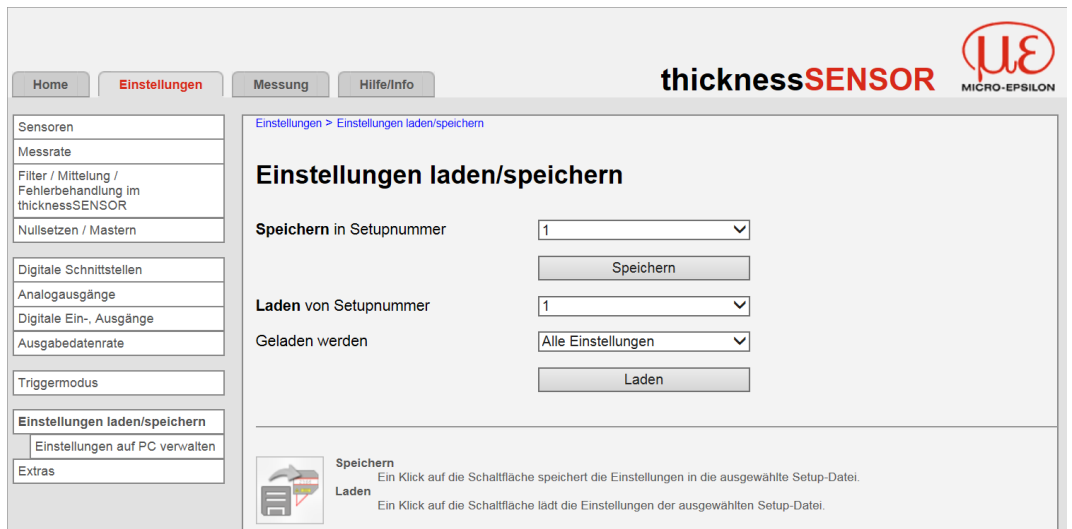 Home
Einstellungen
Messung
Hilfe/Info
thicknessSENSOR
με
MICRO-EPSILON
Sensoren
Messrate
Filter / Mittelung /
Fehlerbehandlung im
thicknessSENSOR
Nullsetzen / Mastern
Digitale Schnittstellen
Analogausgänge
Digitale Ein-, Ausgänge
Ausgabedatenrate
Triggermodus
Einstellungen laden/speichern
Einstellungen auf PC verwalten
Extras
Einstellungen > Einstellungen laden/speichern
Einstellungen laden/speichern
Speichern in Setupnummer
1
Speichern
Laden von Setupnummer
1
Geladen werden
Alle Einstellungen
Laden
Speichern
Ein Klick auf die Schaltfläche speichert die Einstellungen in die ausgewählte Setup-Datei.
Laden
Ein Klick auf die Schaltfläche lädt die Einstellungen der ausgewählten Setup-Datei.